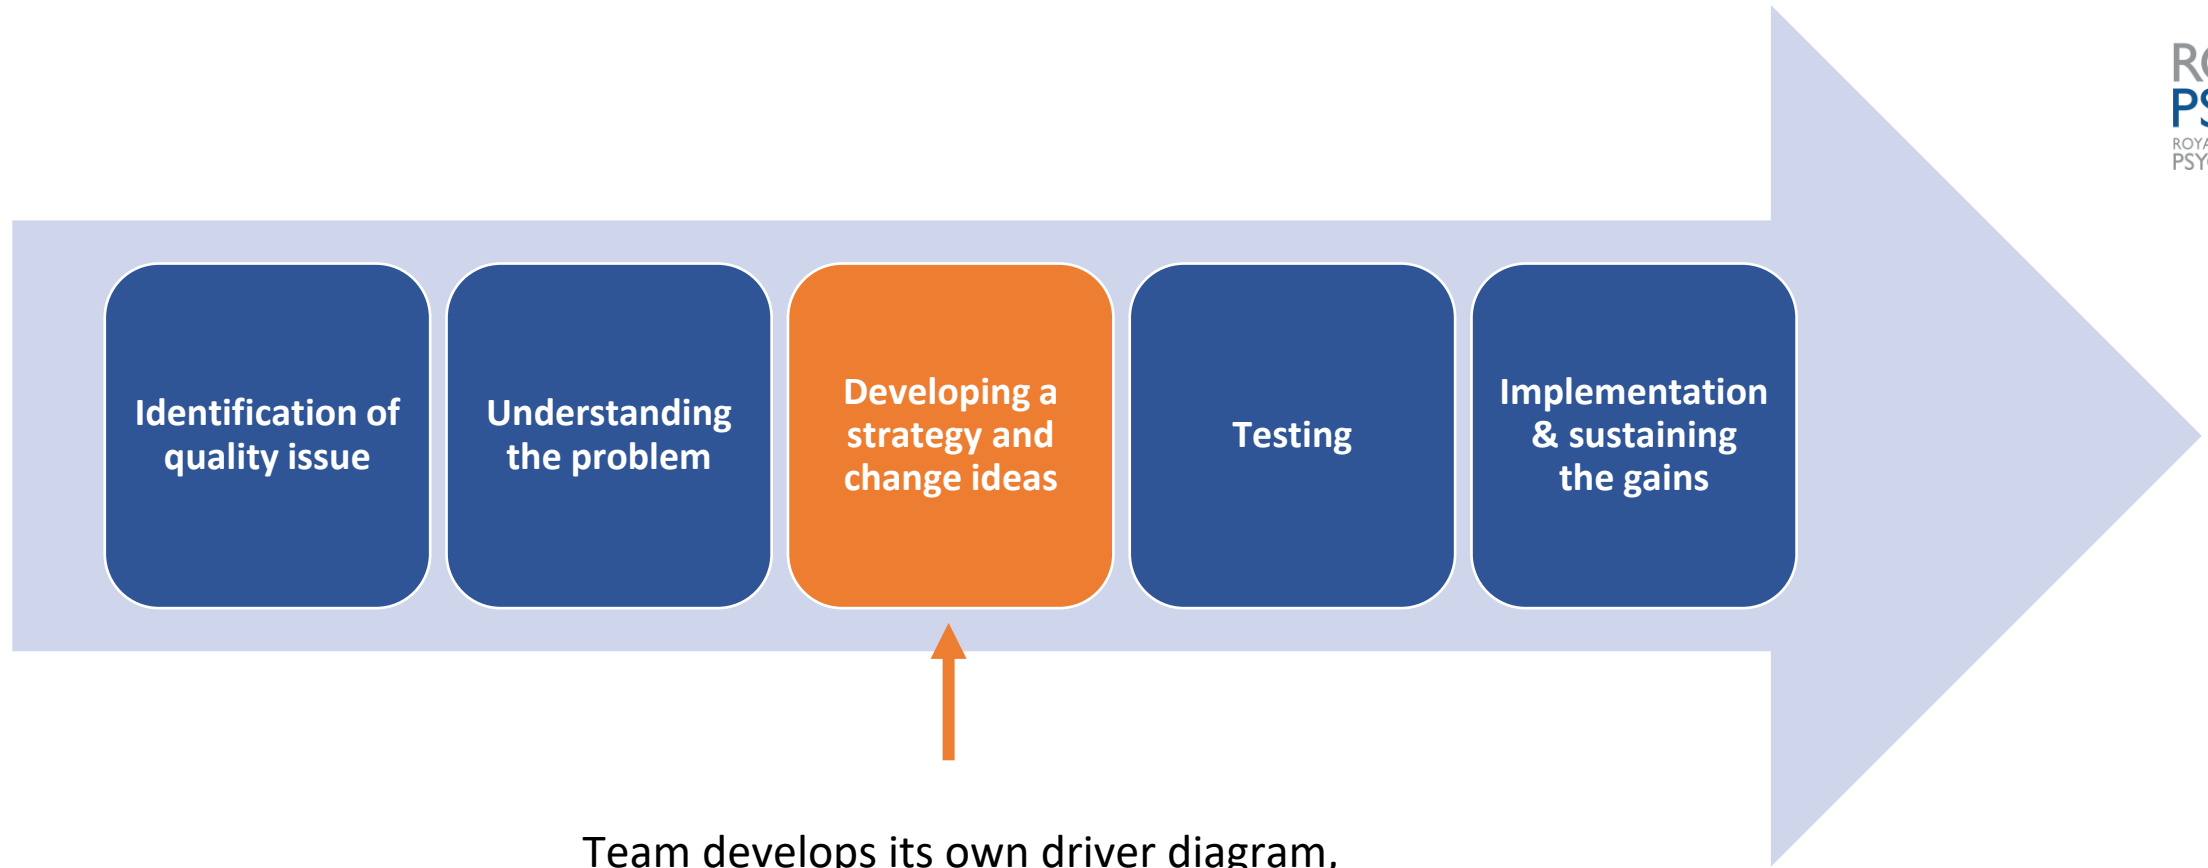 Identification of
quality issue
Understanding
the problem
Developing a
strategy and
change ideas
Testing
Implementation
& sustaining
the gains
Team develops its own driver diagram,